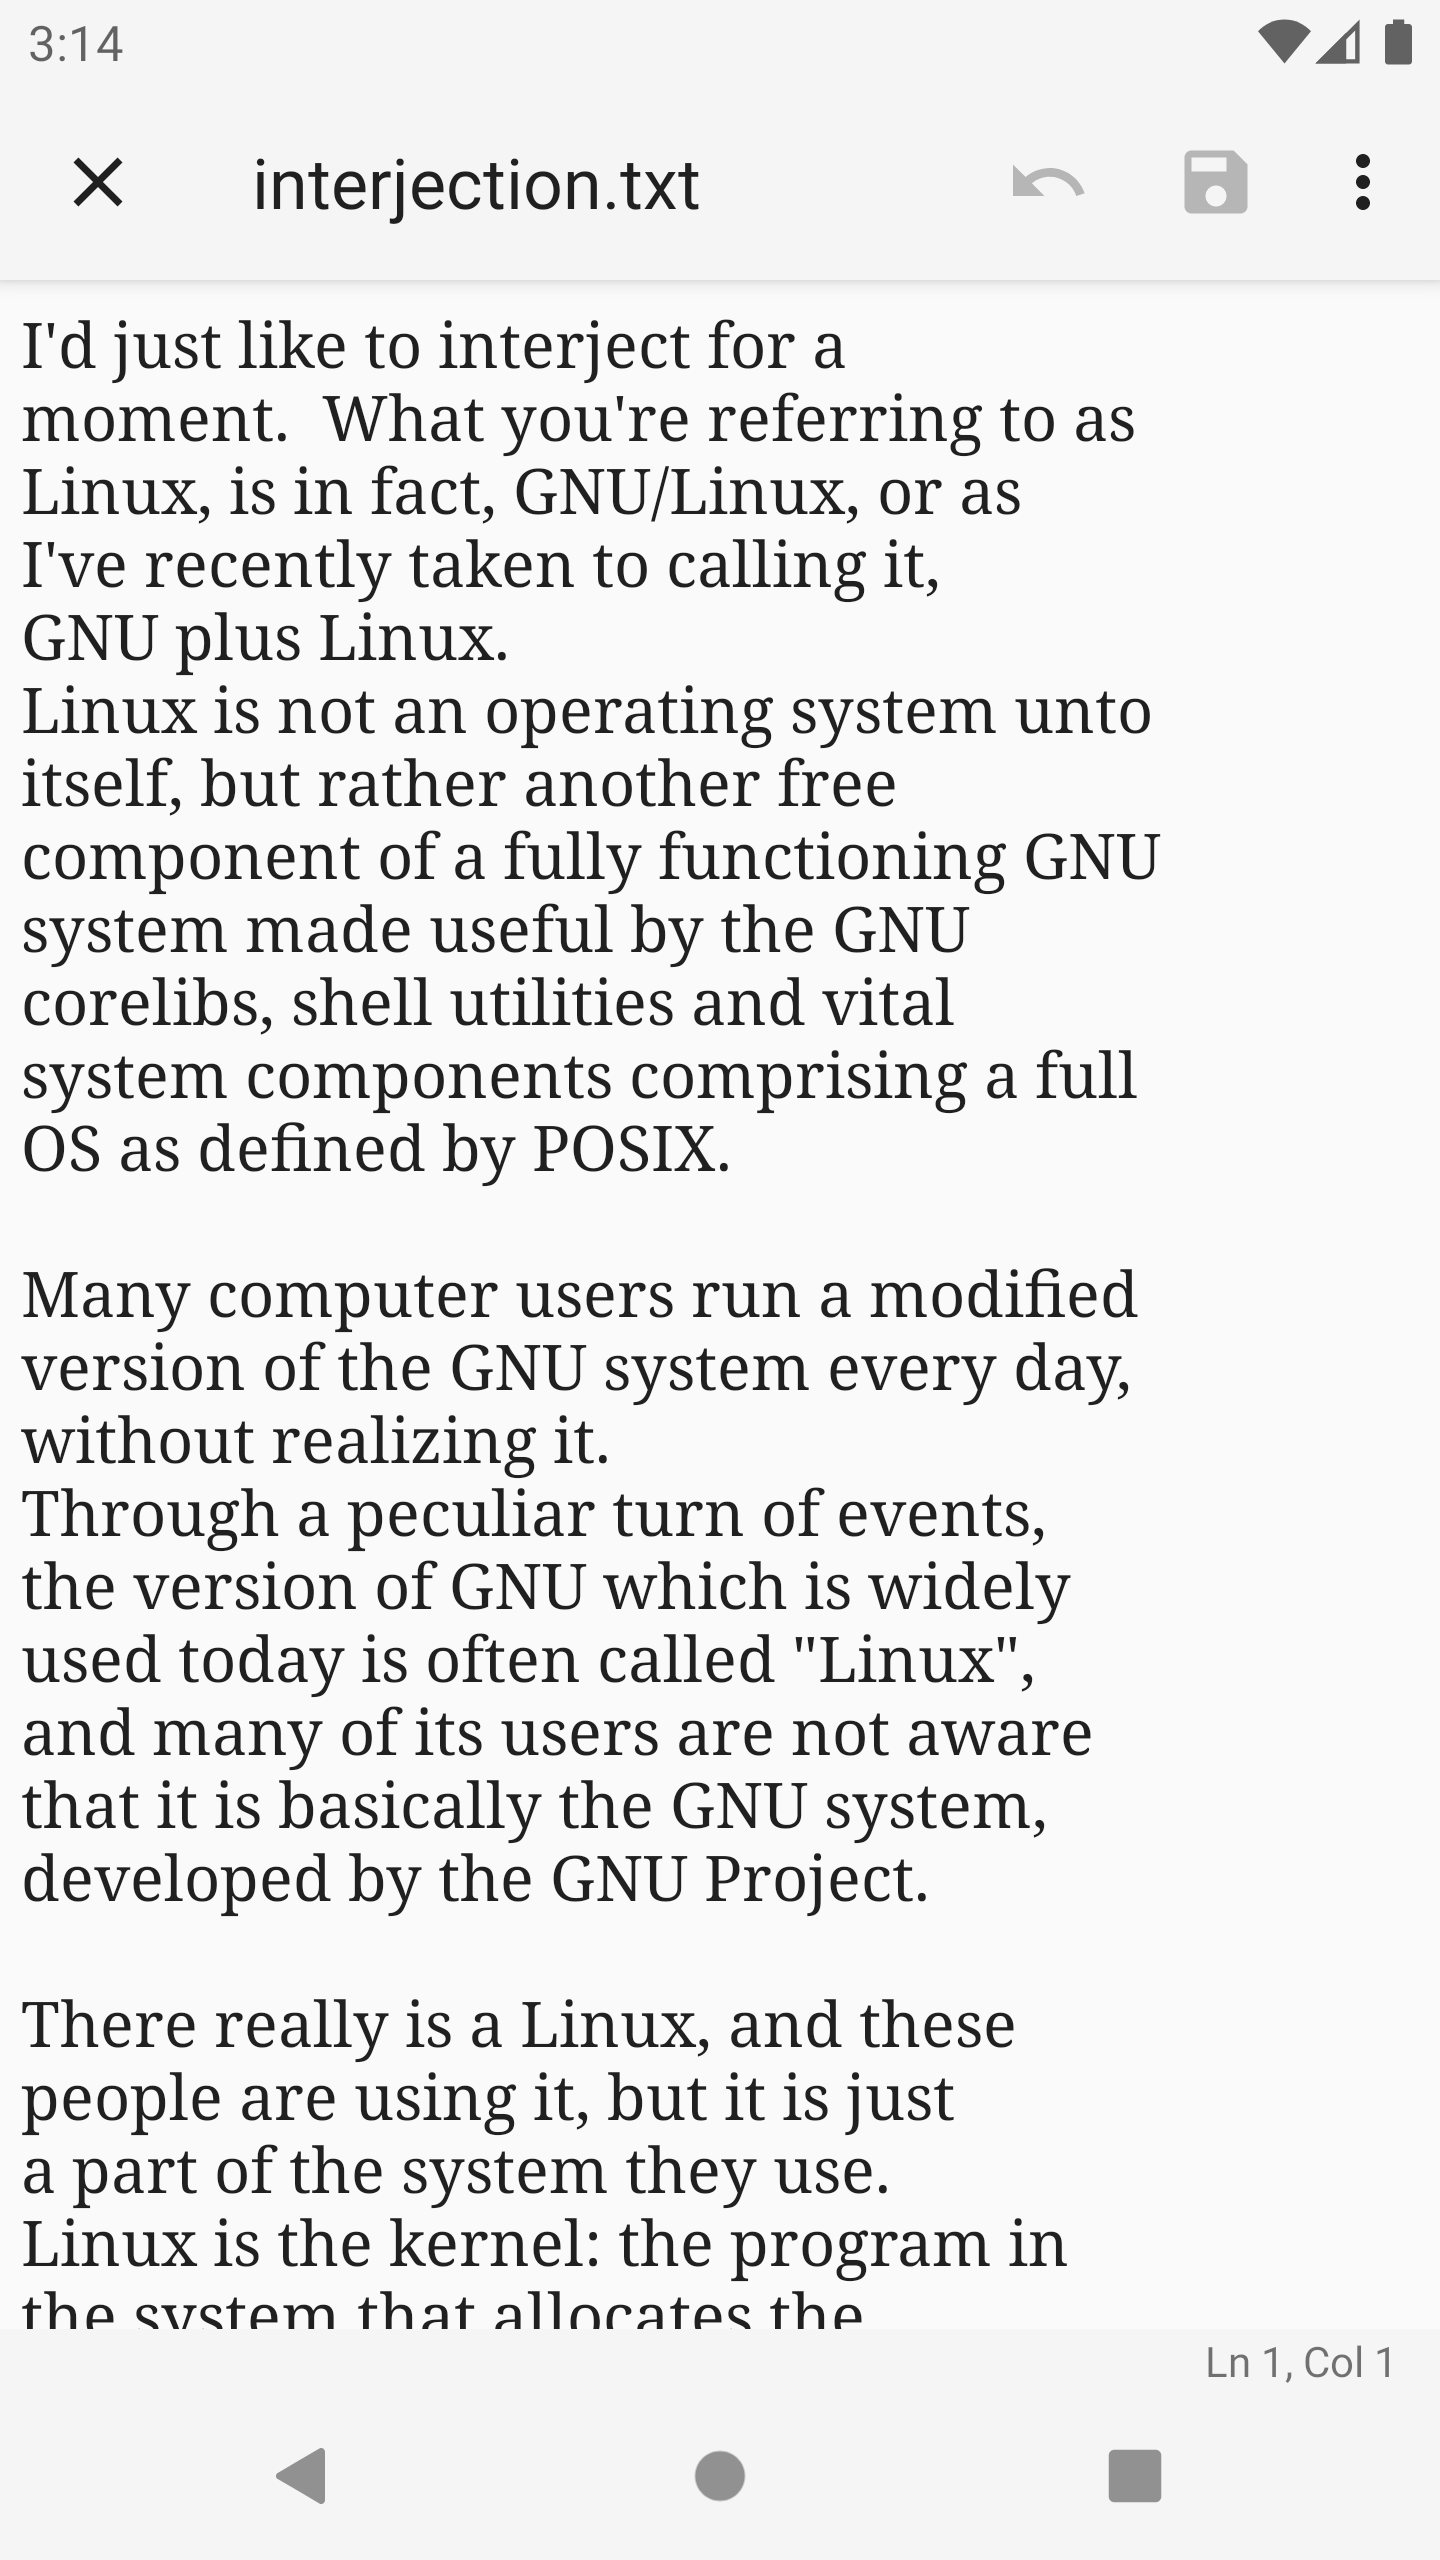 3:14
interjection.txt
I'd just like to interject for a
moment.  What you're referring to as
Linux, is in fact, GNU/Linux, or as
I've recently taken to calling it,
GNU plus Linux.
Linux is not an operating system unto
itself, but rather another free
component of a fully functioning GNU
system made useful by the GNU
corelibs, shell utilities and vital
system components comprising a full
OS as defined by POSIX.

Many computer users run a modified
version of the GNU system every day,
without realizing it.
Through a peculiar turn of events,
the version of GNU which is widely
used today is often called "Linux",
and many of its users are not aware
that it is basically the GNU system,
developed by the GNU Project.

There really is a Linux, and these
people are using it, but it is just
a part of the system they use.
Linux is the kernel: the program in
the system that allocates the
Ln 1, Col 1